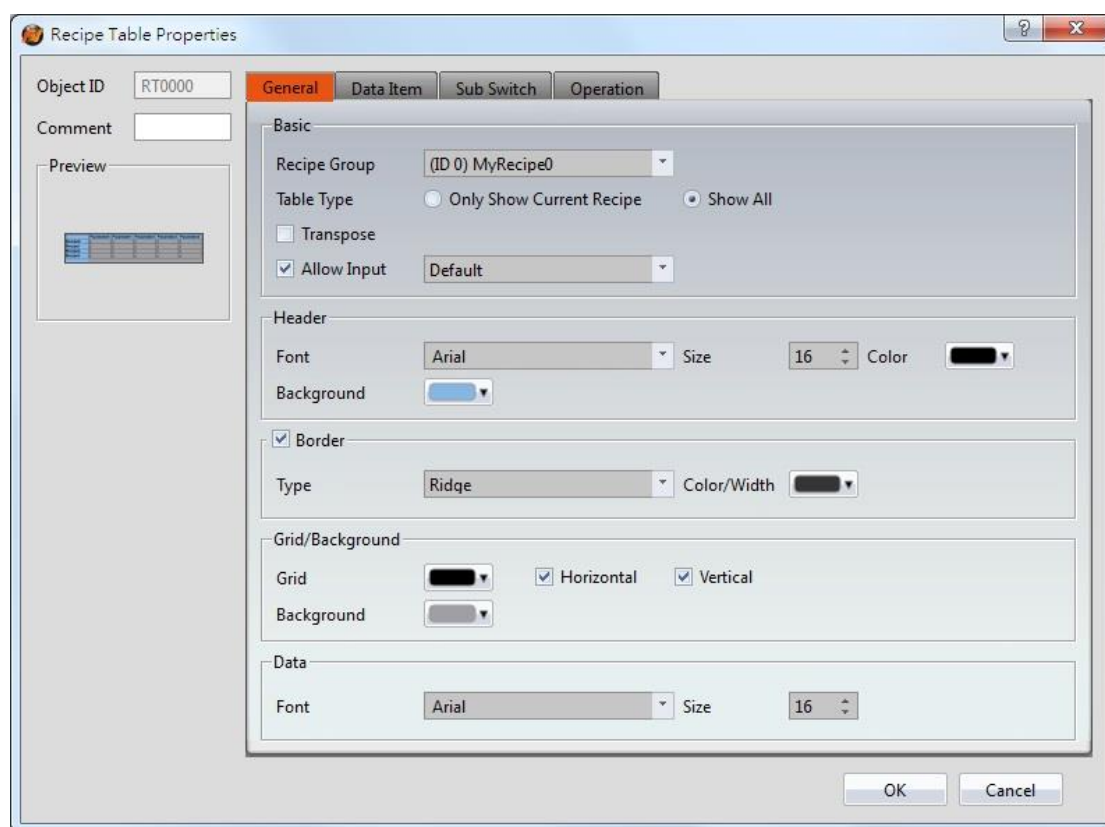 Recipe Table Properties
Object ID RT0000
Comment
Preview
General Data Item Sub Switch Operation
Basic
Recipe Group (ID 0) MyRecipe0
Table Type Only Show Current Recipe Show All
Transpose
Allow Input Default
Header
Font Arial Size 16 Color
Background
Border
Type Ridge Color/Width
Grid/Background
Grid Horizontal Vertical
Background
Data
Font Arial Size 16
OK Cancel